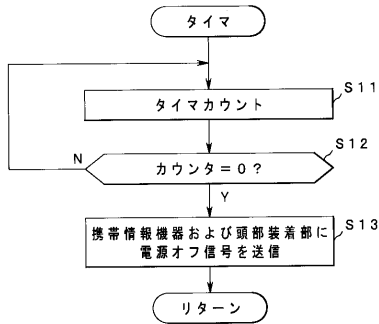 タイマ
S11
タイマカウント
S12
カウンタ=0?
N
Y
S13
携帯情報機器および頭部装着部に
電源オフ信号を送信
リターン